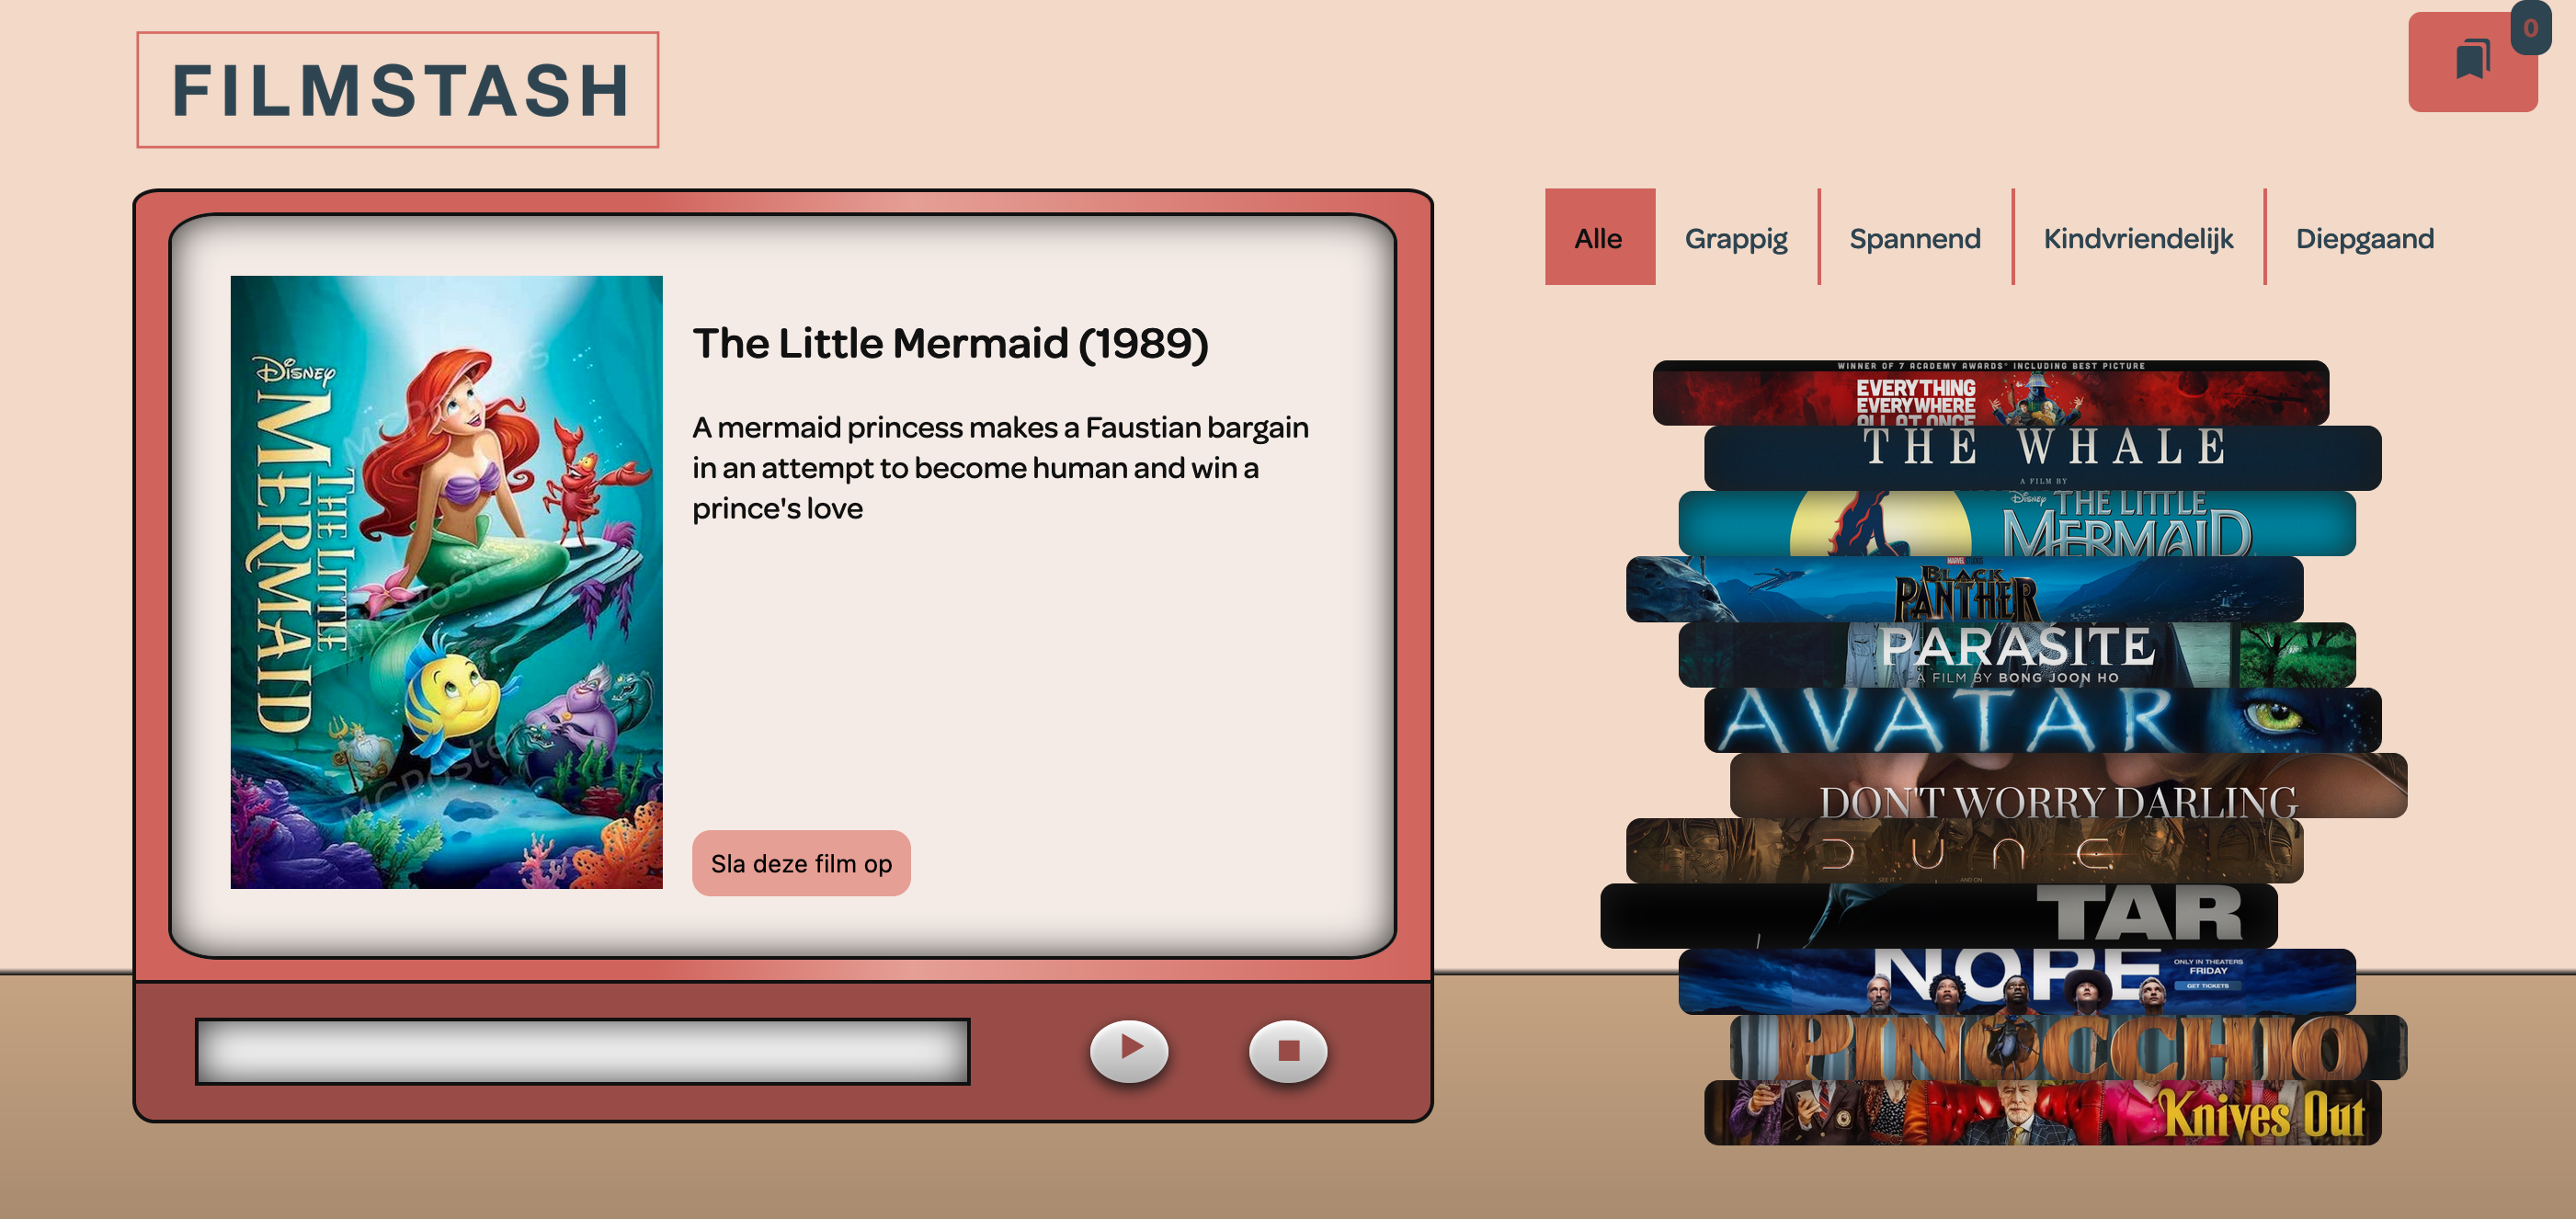 FILMSTASH
0
Alle
Grappig
Spannend
Kindvriendelijk
Diepgaand
DISNEY
THE LITTLE
MERMAID
The Little Mermaid (1989)
A mermaid princess makes a Faustian bargain
in an attempt to become human and win a
prince's love
Sla deze film op
WINNER OF 7 ACADEMY AWARDS® INCLUDING BEST PICTURE
EVERYTHING
EVERYWHERE
ALL AT ONCE
THE WHALE
A FILM BY
DISNEY
THE LITTLE
MERMAID
MARVEL STUDIOS
BLACK
PANTHER
PARASITE
A FILM BY BONG JOON HO
AVATAR
DON'T WORRY DARLING
DUNE
TAR
NOPE
ONLY IN THEATERS
FRIDAY
GET TICKETS
PINOCCHIO
Knives Out